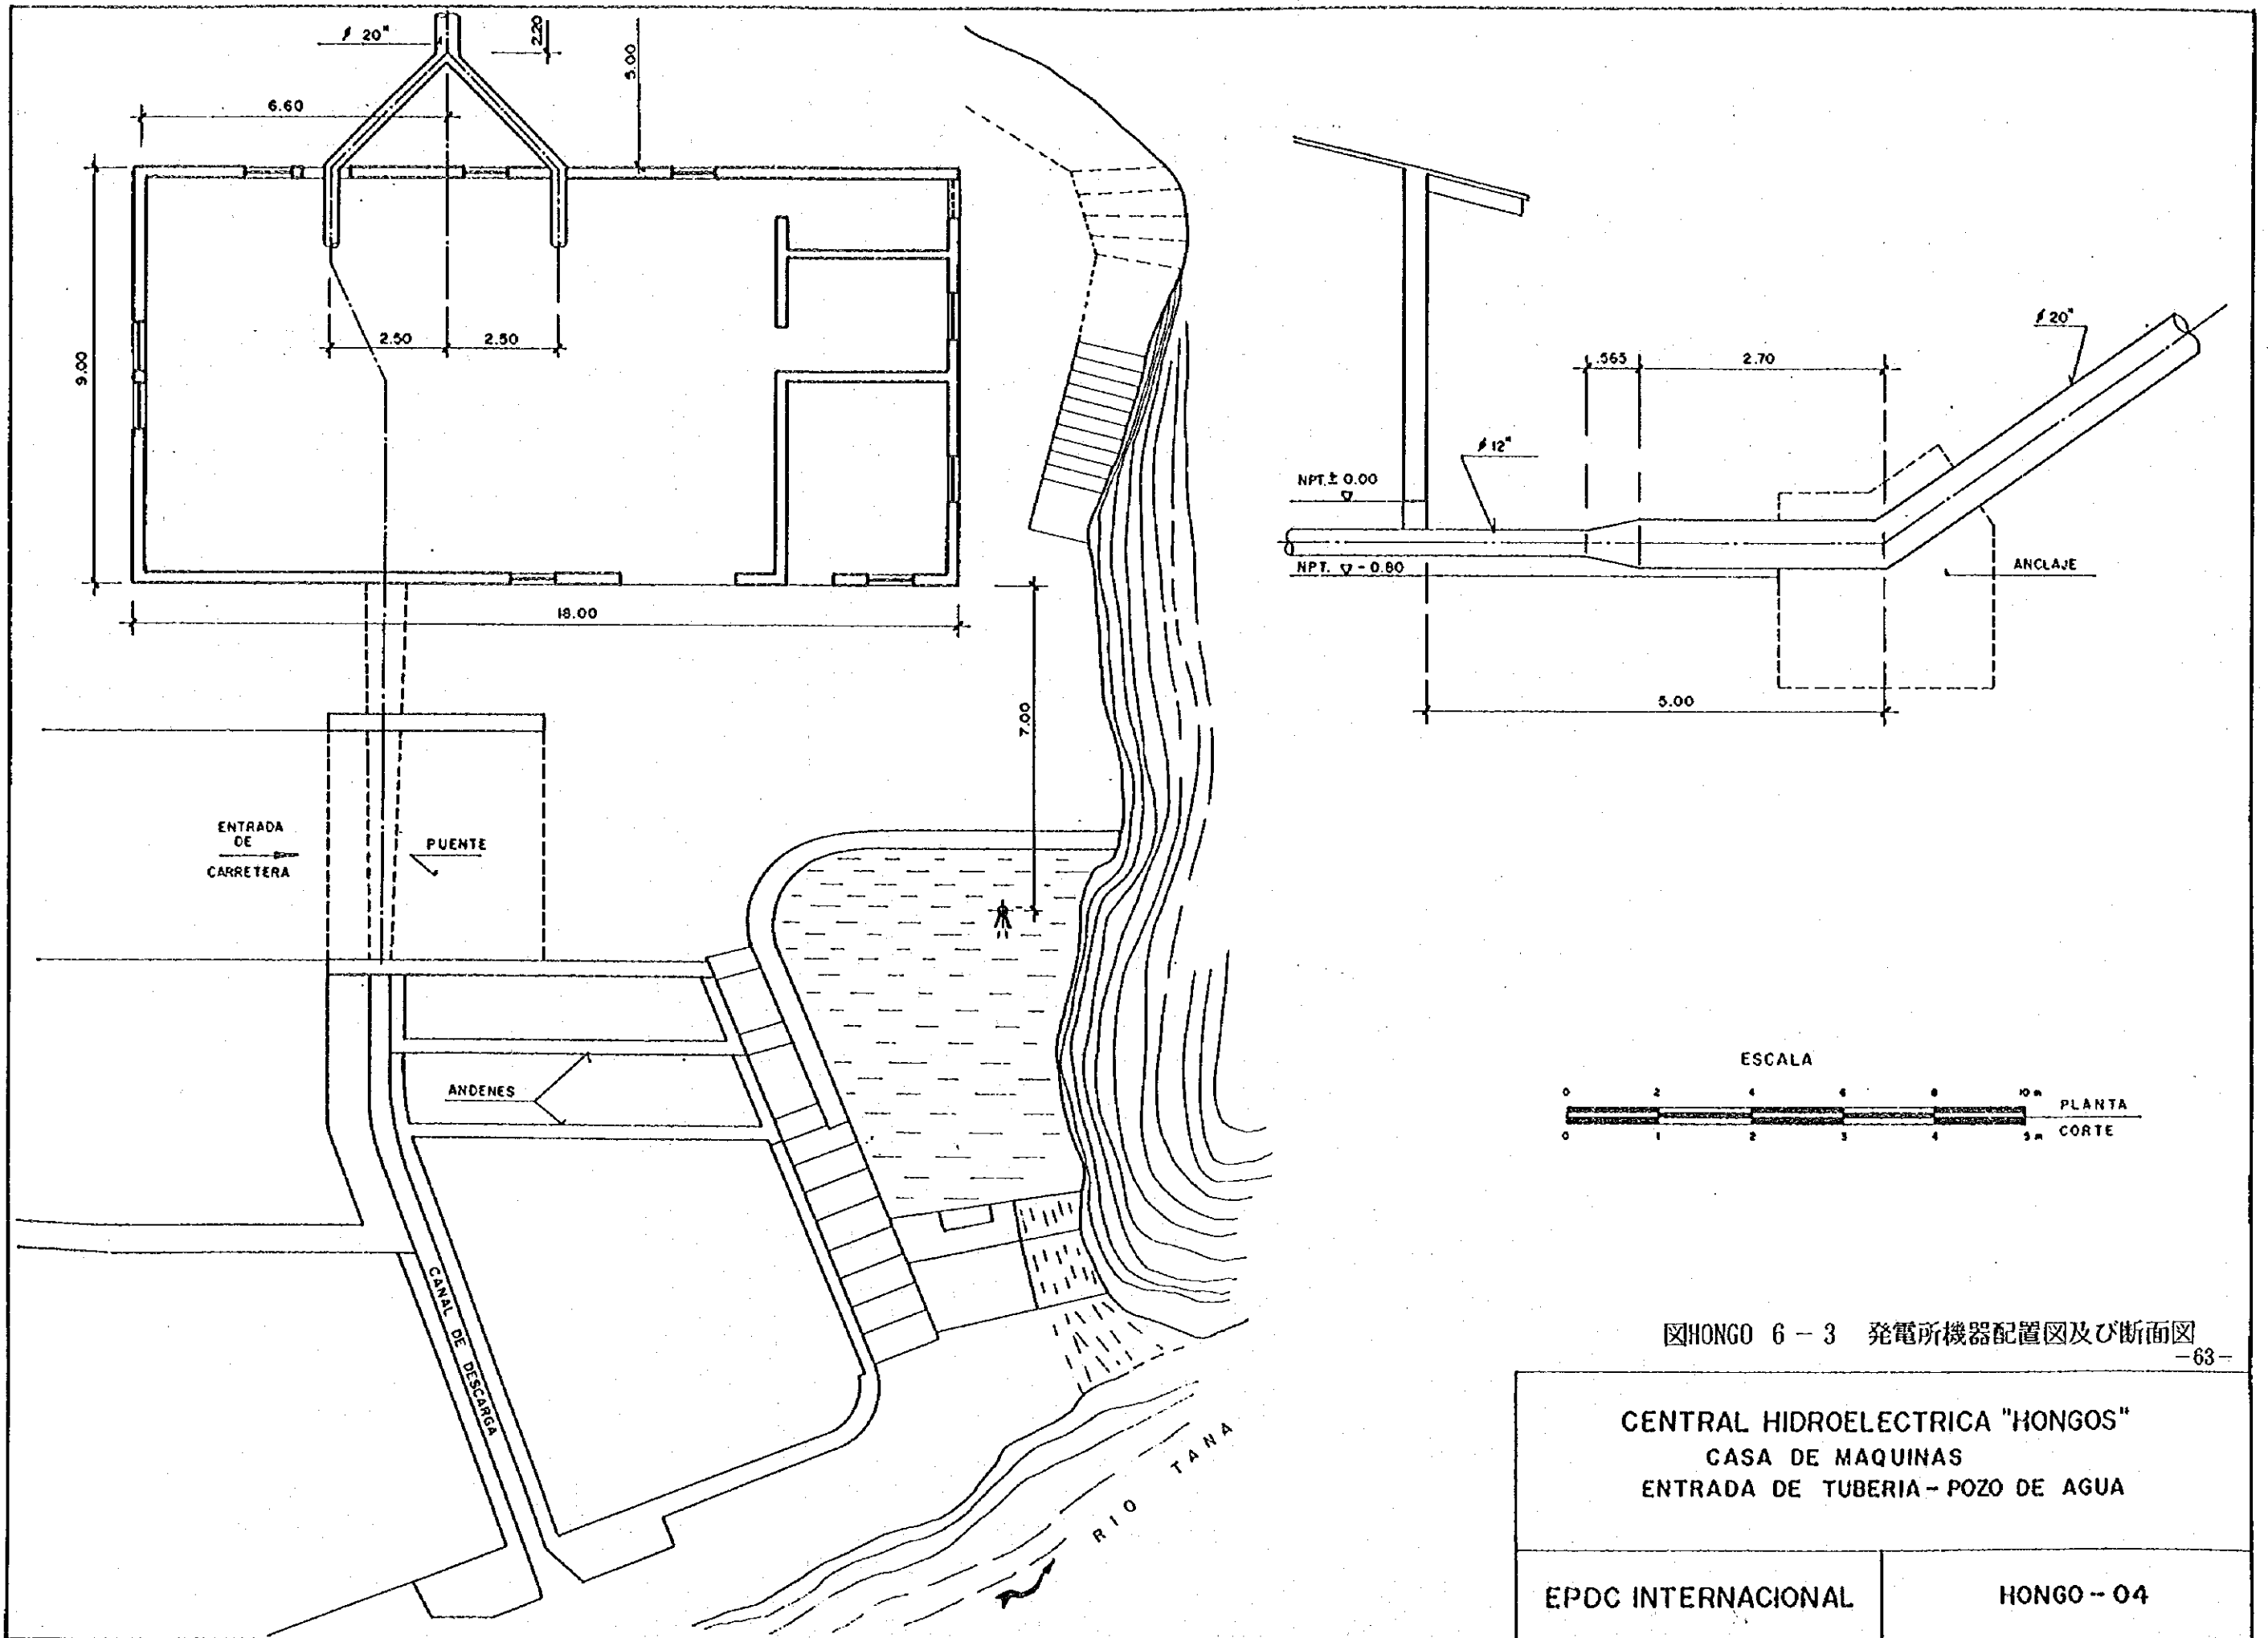 ø 20"
2.20
5.00
6.60
9.00
2.50
2.50
18.00
7.00
ENTRADA
DE
CARRETERA
PUENTE
ANDENES
CANAL DE DESCARGA
RIO TANA
ø 20"
.565
2.70
ø 12"
NPT. ± 0.00
NPT. - 0.80
ANCLAJE
5.00
ESCALA
0 2 4 6 8 10 m
PLANTA
0 1 2 3 4 5 m
CORTE
図HONGO 6-3 発電所機器配置図及び断面図
-63-
CENTRAL HIDROELECTRICA "HONGOS"
CASA DE MAQUINAS
ENTRADA DE TUBERIA - POZO DE AGUA
EPDC INTERNACIONAL
HONGO - 04